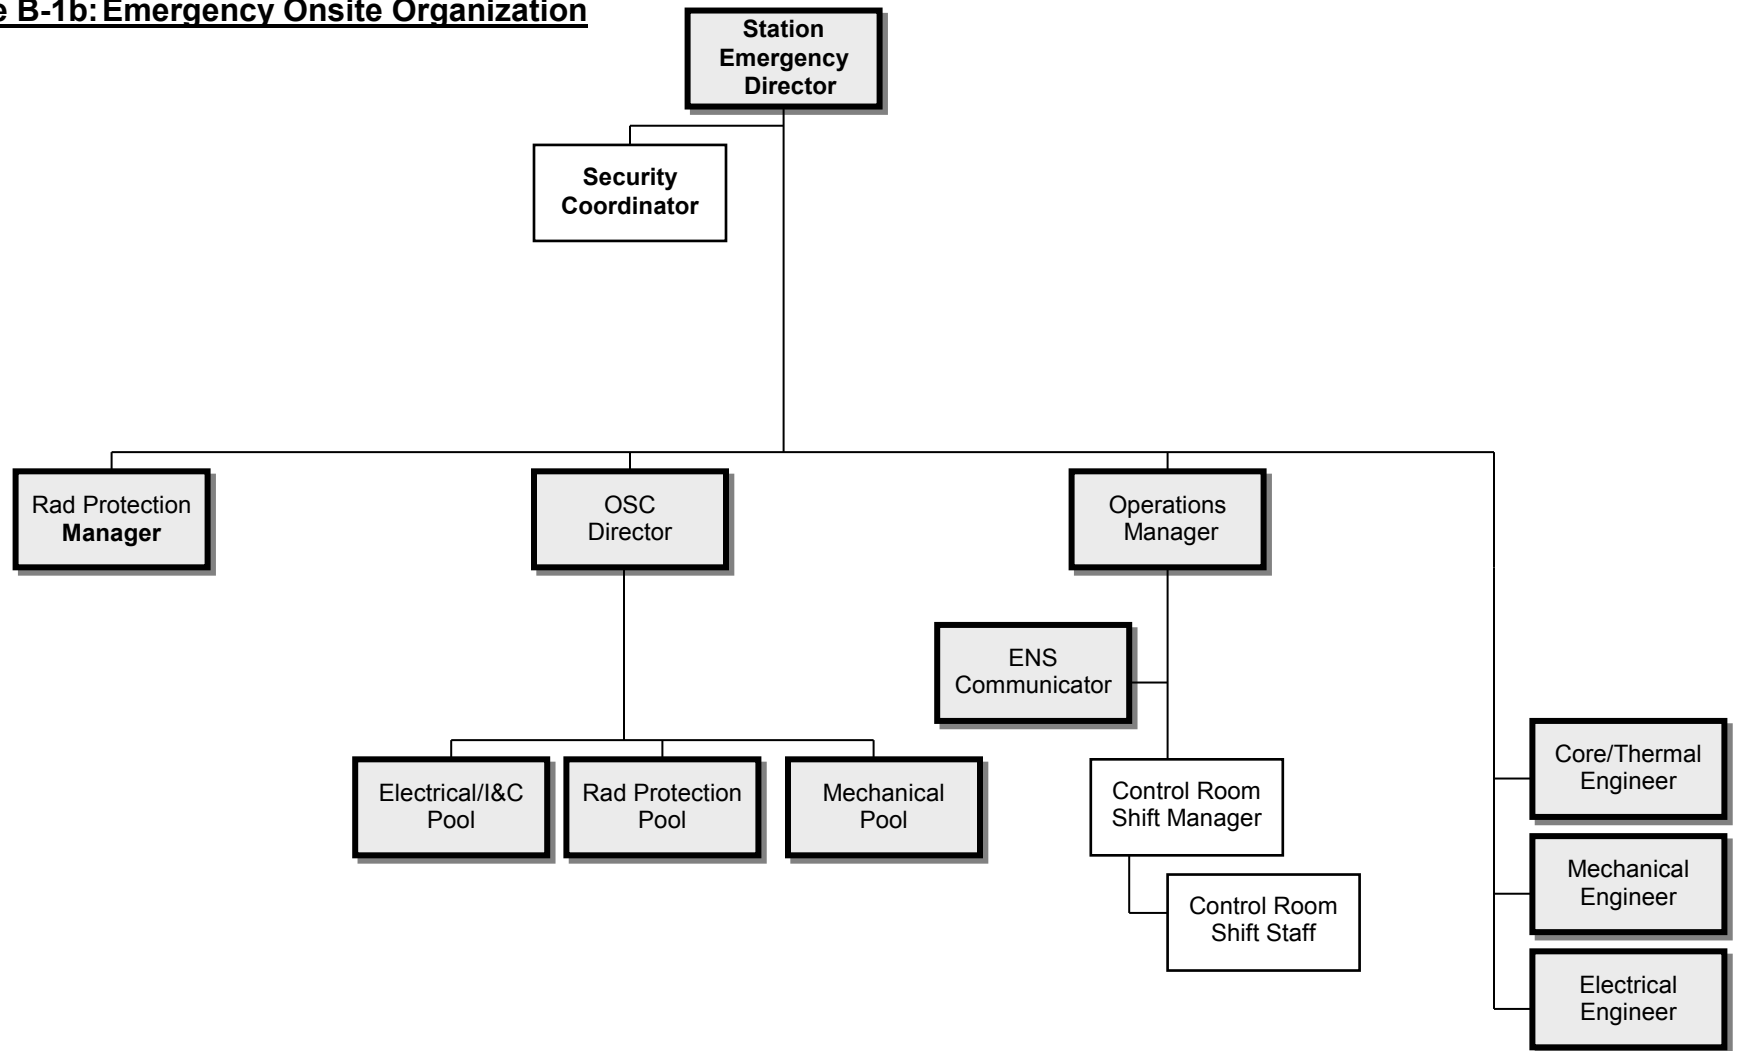 e B-1b: Emergency Onsite Organization
Station
Emergency
Director
Security
Coordinator
Rad Protection
Manager
OSC
Director
Operations
Manager
ENS
Communicator
Electrical/I&C
Pool
Rad Protection
Pool
Mechanical
Pool
Control Room
Shift Manager
Control Room
Shift Staff
Core/Thermal
Engineer
Mechanical
Engineer
Electrical
Engineer